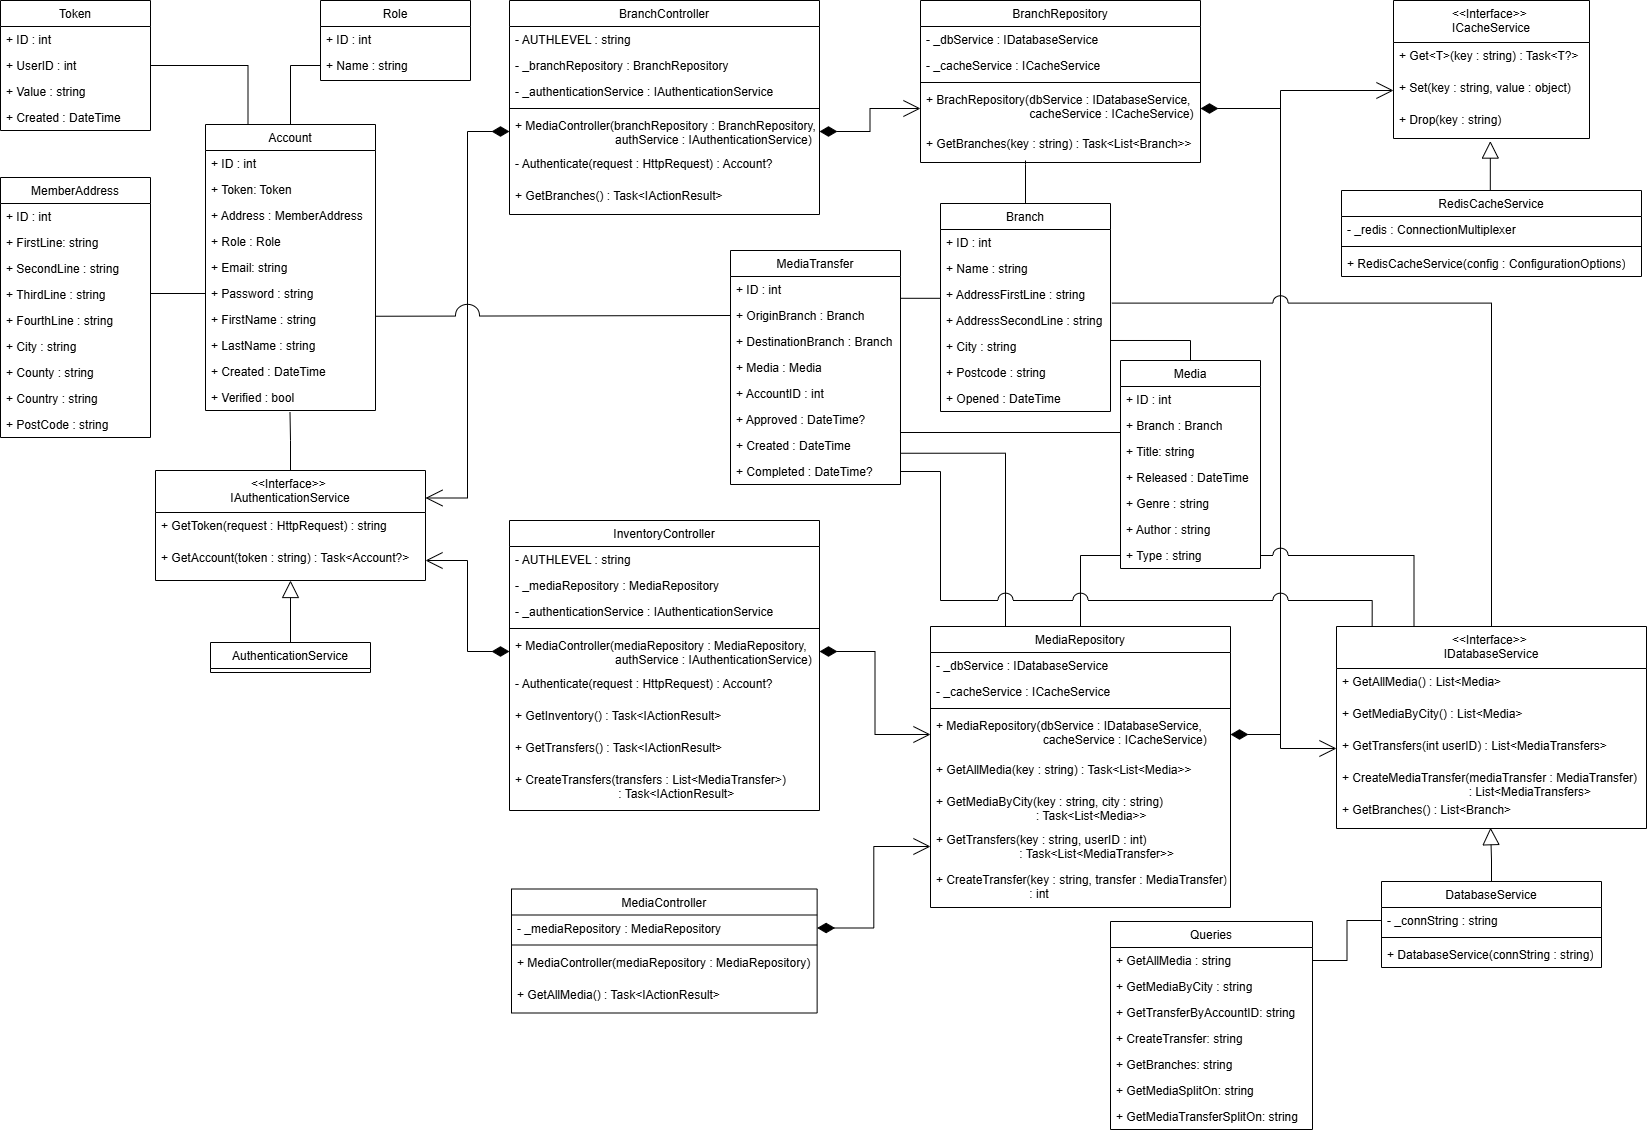 Token
+ ID : int
+ UserID : int
+ Value : string
+ Created : DateTime
Role
+ ID : int
+ Name : string
BranchController
- AUTHLEVEL : string
- _branchRepository : BranchRepository
- _authenticationService : IAuthenticationService
+ MediaController(branchRepository : BranchRepository,
authService : IAuthenticationService)
- Authenticate(request : HttpRequest) : Account?
+ GetBranches() : Task<IActionResult>
BranchRepository
- _dbService : IDatabaseService
- _cacheService : ICacheService
+ BrachRepository(dbService : IDatabaseService,
cacheService : ICacheService)
+ GetBranches(key : string) : Task<List<Branch>>
<<Interface>>
ICacheService
+ Get<T>(key : string) : Task<T?>
+ Set(key : string, value : object)
+ Drop(key : string)
Account
+ ID : int
+ Token: Token
+ Address : MemberAddress
+ Role : Role
+ Email: string
+ Password : string
+ FirstName : string
+ LastName : string
+ Created : DateTime
+ Verified : bool
MemberAddress
+ ID : int
+ FirstLine: string
+ SecondLine : string
+ ThirdLine : string
+ FourthLine : string
+ City : string
+ County : string
+ Country : string
+ PostCode : string
RedisCacheService
- _redis : ConnectionMultiplexer
+ RedisCacheService(config : ConfigurationOptions)
Branch
+ ID : int
+ Name : string
+ AddressFirstLine : string
+ AddressSecondLine : string
+ City : string
+ Postcode : string
+ Opened : DateTime
MediaTransfer
+ ID : int
+ OriginBranch : Branch
+ DestinationBranch : Branch
+ Media : Media
+ AccountID : int
+ Approved : DateTime?
+ Created : DateTime
+ Completed : DateTime?
Media
+ ID : int
+ Branch : Branch
+ Title: string
+ Released : DateTime
+ Genre : string
+ Author : string
+ Type : string
<<Interface>>
IAuthenticationService
+ GetToken(request : HttpRequest) : string
+ GetAccount(token : string) : Task<Account?>
AuthenticationService
InventoryController
- AUTHLEVEL : string
- _mediaRepository : MediaRepository
- _authenticationService : IAuthenticationService
+ MediaController(mediaRepository : MediaRepository,
authService : IAuthenticationService)
- Authenticate(request : HttpRequest) : Account?
+ GetInventory() : Task<IActionResult>
+ GetTransfers() : Task<IActionResult>
+ CreateTransfers(transfers : List<MediaTransfer>)
: Task<IActionResult>
MediaRepository
- _dbService : IDatabaseService
- _cacheService : ICacheService
+ MediaRepository(dbService : IDatabaseService,
cacheService : ICacheService)
+ GetAllMedia(key : string) : Task<List<Media>>
+ GetMediaByCity(key : string, city : string)
: Task<List<Media>>
+ GetTransfers(key : string, userID : int)
: Task<List<MediaTransfer>>
+ CreateTransfer(key : string, transfer : MediaTransfer)
: int
<<Interface>>
IDatabaseService
+ GetAllMedia() : List<Media>
+ GetMediaByCity() : List<Media>
+ GetTransfers(int userID) : List<MediaTransfers>
+ CreateMediaTransfer(mediaTransfer : MediaTransfer)
: List<MediaTransfers>
+ GetBranches() : List<Branch>
MediaController
- _mediaRepository : MediaRepository
+ MediaController(mediaRepository : MediaRepository)
+ GetAllMedia() : Task<IActionResult>
DatabaseService
- _connString : string
+ DatabaseService(connString : string)
Queries
+ GetAllMedia : string
+ GetMediaByCity : string
+ GetTransferByAccountID: string
+ CreateTransfer: string
+ GetBranches: string
+ GetMediaSplitOn: string
+ GetMediaTransferSplitOn: string